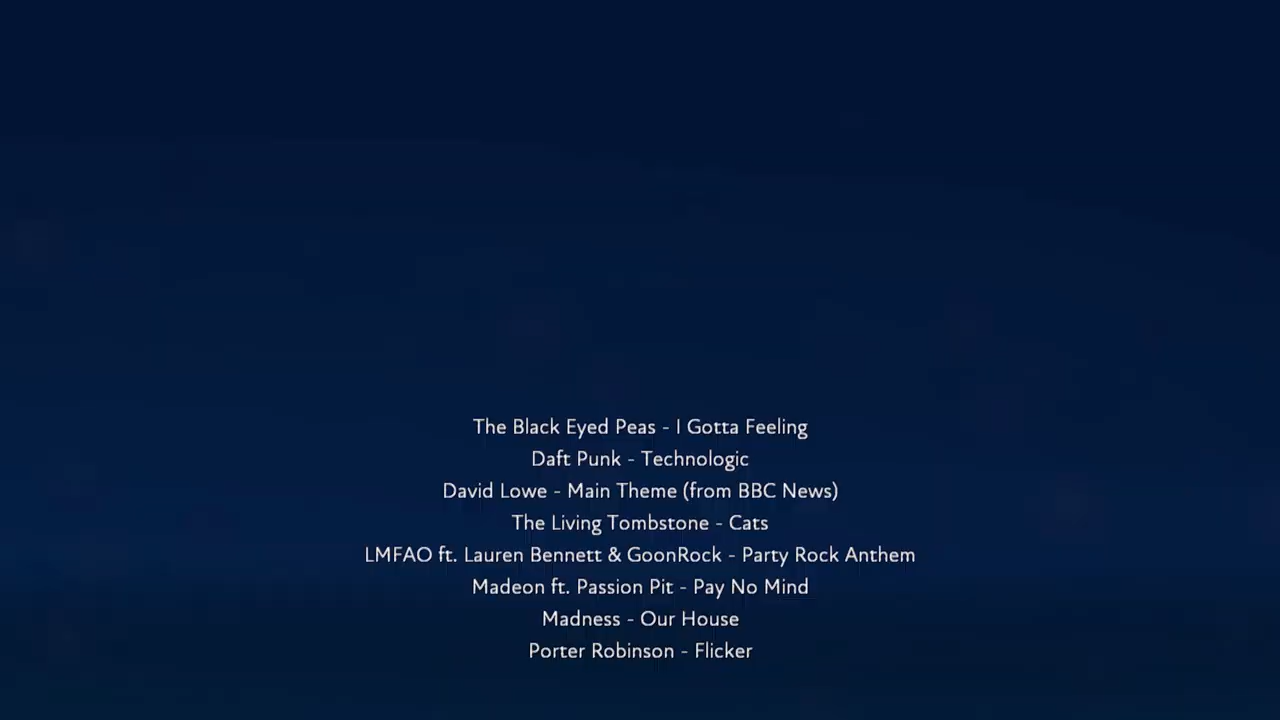 The Black Eyed Peas - I Gotta Feeling
Daft Punk - Technologic
David Lowe - Main Theme (from BBC News)
The Living Tombstone - Cats
LMFAO ft. Lauren Bennett & GoonRock - Party Rock Anthem
Madeon ft. Passion Pit - Pay No Mind
Madness - Our House
Porter Robinson - Flicker